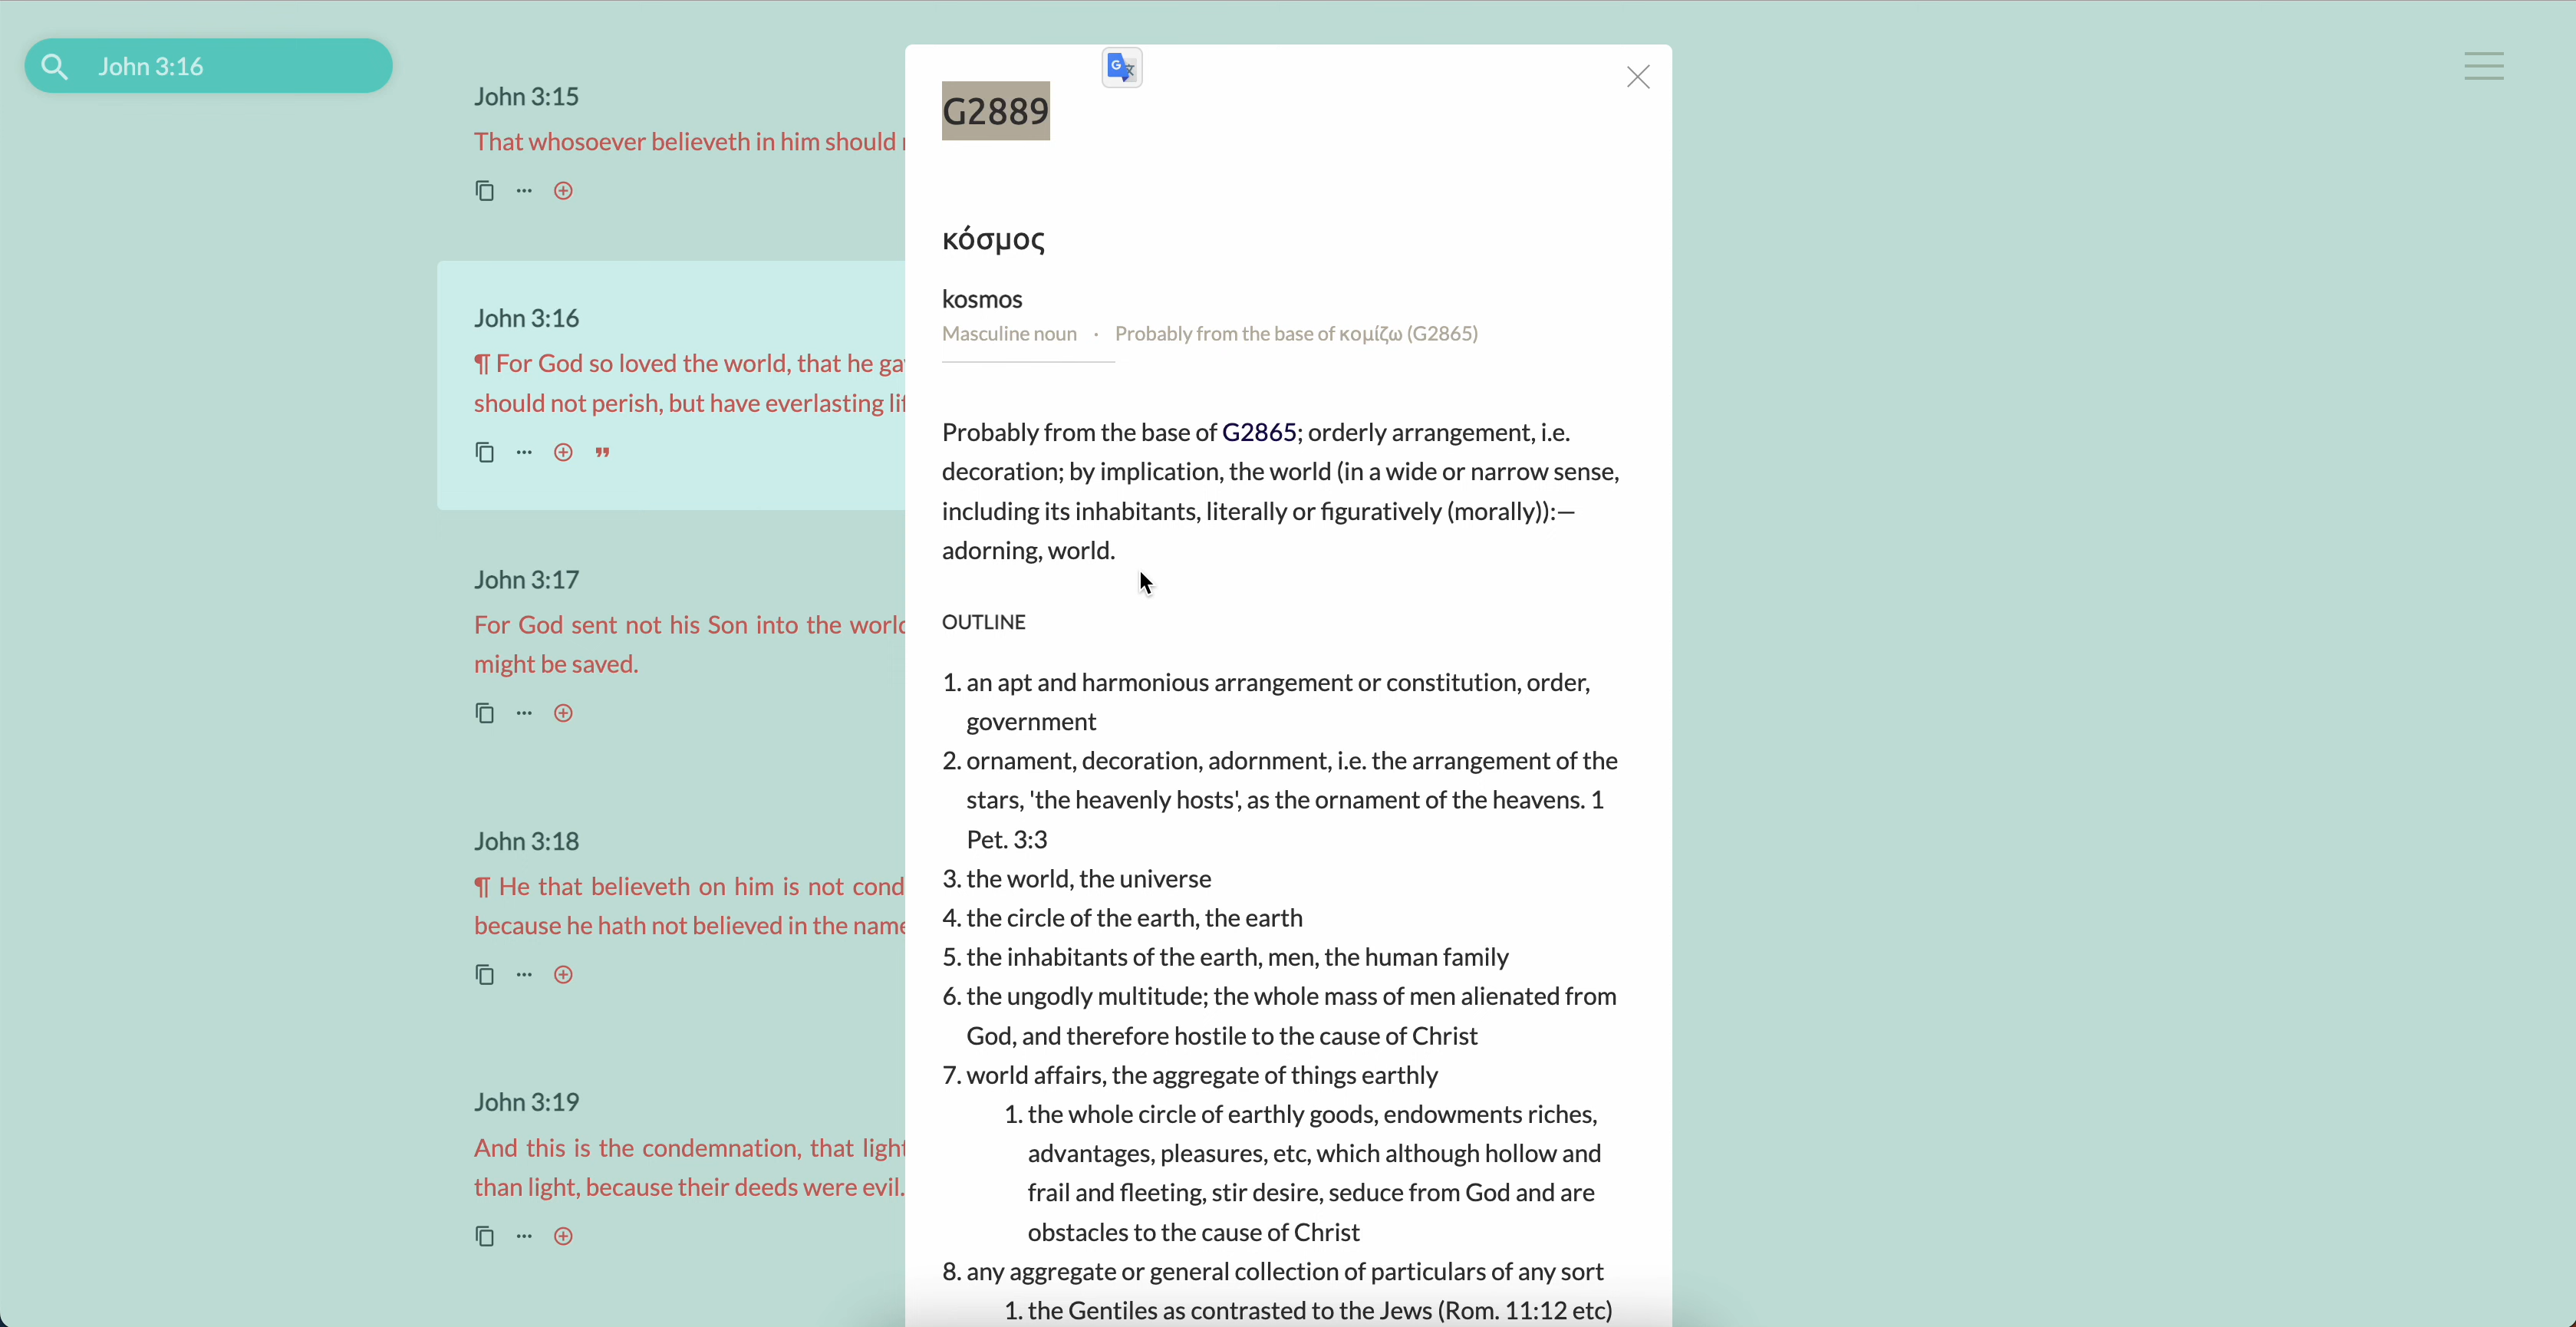 John 3:16
John 3:15
That whosoever believeth in him should
John 3:16
¶ For God so loved the world, that he
should not perish, but have everlasting
John 3:17
For God sent not his Son into the
might be saved.
John 3:18
¶ He that believeth on him is not
because he hath not believed in the name
John 3:19
And this is the condemnation, that light
than light, because their deeds were evil.
G2889
κόσμος
kosmos
Masculine noun · Probably from the base of κομίζω (G2865)
Probably from the base of G2865; orderly arrangement, i.e.
decoration; by implication, the world (in a wide or narrow sense,
including its inhabitants, literally or figuratively (morally)):—
adorning, world.
OUTLINE
1. an apt and harmonious arrangement or constitution, order,
government
2. ornament, decoration, adornment, i.e. the arrangement of the
stars, 'the heavenly hosts', as the ornament of the heavens. 1
Pet. 3:3
3. the world, the universe
4. the circle of the earth, the earth
5. the inhabitants of the earth, men, the human family
6. the ungodly multitude; the whole mass of men alienated from
God, and therefore hostile to the cause of Christ
7. world affairs, the aggregate of things earthly
1. the whole circle of earthly goods, endowments riches,
advantages, pleasures, etc, which although hollow and
frail and fleeting, stir desire, seduce from God and are
obstacles to the cause of Christ
8. any aggregate or general collection of particulars of any sort
1. the Gentiles as contrasted to the Jews (Rom. 11:12 etc)